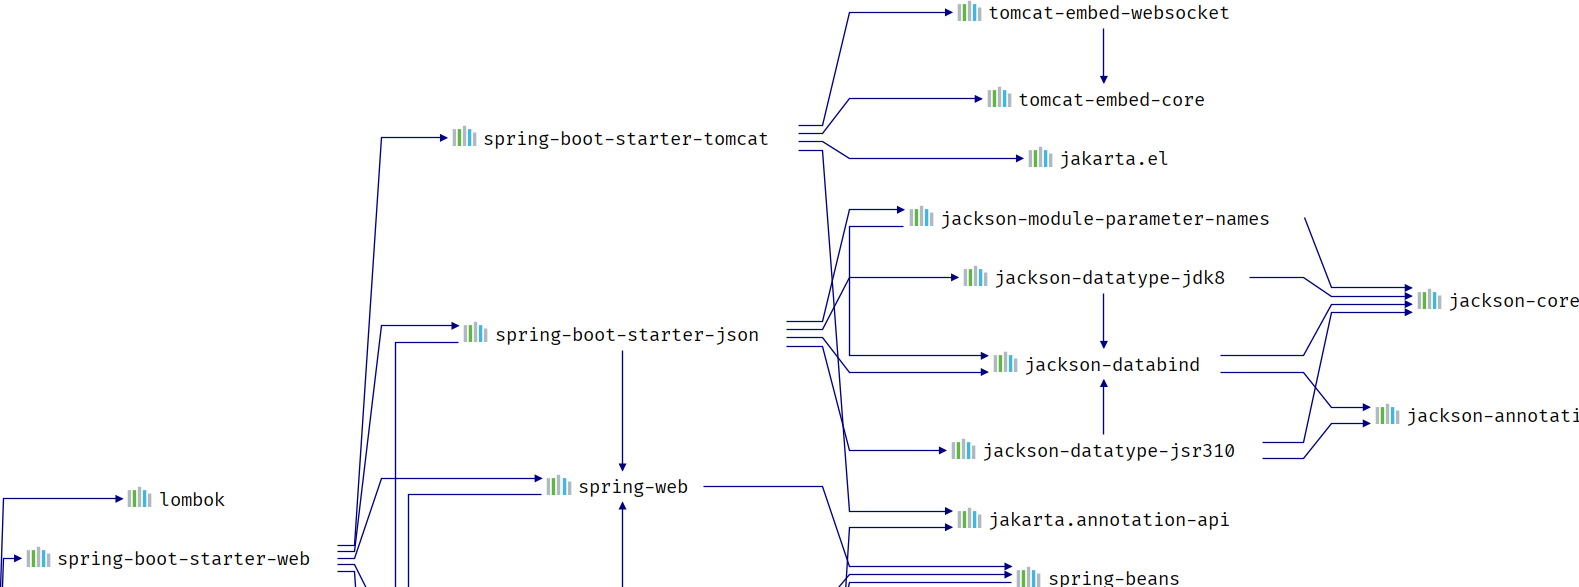 tomcat-embed-websocket
tomcat-embed-core
spring-boot-starter-tomcat
jakarta.el
jackson-module-parameter-names
jackson-datatype-jdk8
jackson-core
spring-boot-starter-json
jackson-databind
jackson-annotati
jackson-datatype-jsr310
spring-web
lombok
jakarta.annotation-api
spring-boot-starter-web
spring-beans